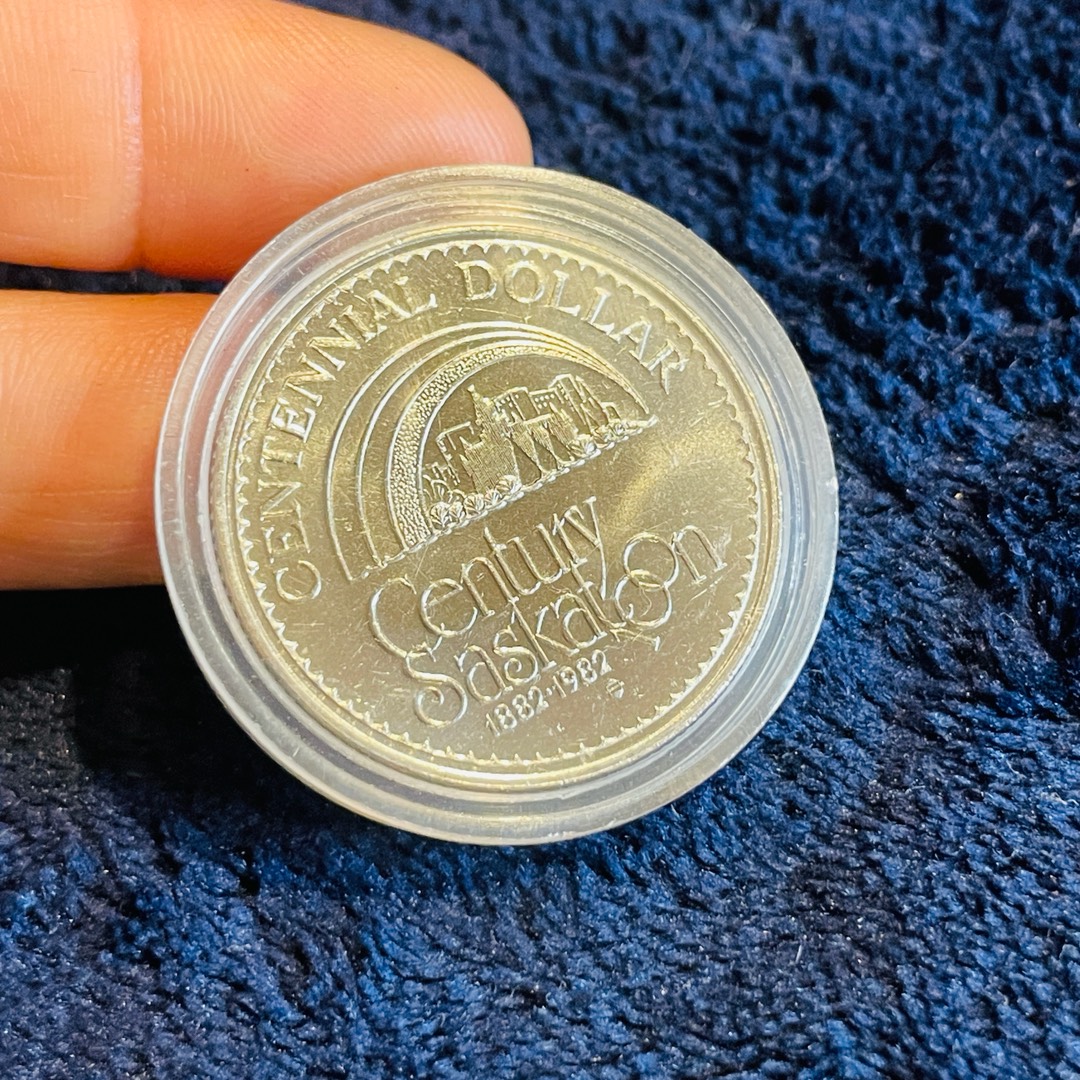 CENTENNIAL DOLLAR
Century
Saskatoon
1882·1982